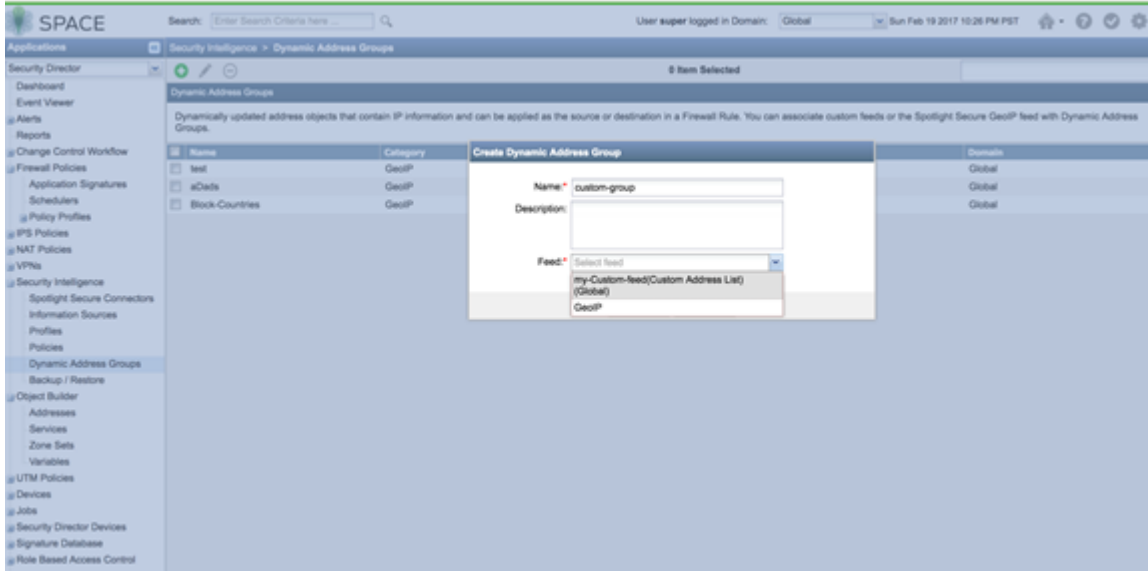 SPACE
Search: Enter Search Criteria here ...
User super logged in Domain: Global
Sun Feb 19 2017 10:26 PM PST
Applications
Security Intelligence > Dynamic Address Groups
Security Director
0 Item Selected
Dashboard
Event Viewer
Alerts
Reports
Change Control Workflow
Firewall Policies
Application Signatures
Schedulers
Policy Profiles
IPS Policies
NAT Policies
VPNs
Security Intelligence
Spotlight Secure Connectors
Information Sources
Profiles
Policies
Dynamic Address Groups
Backup / Restore
Object Builder
Addresses
Services
Zone Sets
Variables
UTM Policies
Devices
Jobs
Security Director Devices
Signature Database
Role Based Access Control
Dynamic Address Groups
Dynamically updated address objects that contain IP information and can be applied as the source or destination in a Firewall Rule. You can associate custom feeds or the Spotlight Secure GeoIP feed with Dynamic Address
Groups.
Name Category Domain
test GeoIP Global
aDads GeoIP Global
Block-Countries GeoIP Global
Create Dynamic Address Group
Name:* custom-group
Description:
Feed:* Select feed
my-Custom-feed(Custom Address List)
(Global)
GeoIP